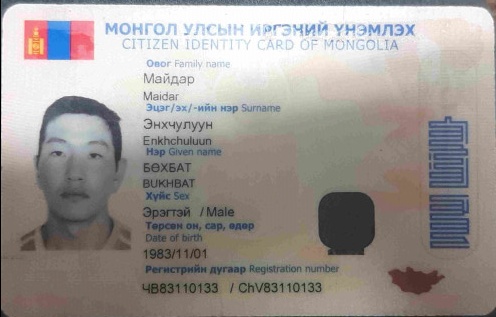 МОНГОЛ УЛСЫН ИРГЭНИЙ ҮНЭМЛЭХ
CITIZEN IDENTITY CARD OF MONGOLIA
Овог Family name
Майдар
Maidar
Эцэг/эх/-ийн нэр Surname
Энхчулуун
Enkhchuluun
Нэр Given name
БӨХБАТ
BUKHBAT
Хүйс Sex
Эрэгтэй / Male
Төрсөн он, сар, өдөр
Date of birth
1983/11/01
Регистрийн дугаар Registration number
ЧВ83110133 / ChV83110133